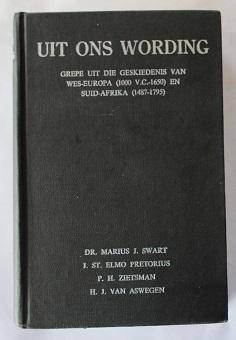 UIT ONS WORDING
GREPE UIT DIE GESKIEDENIS VAN
WES-EUROPA (1000 V.C.-1650) EN
SUID-AFRIKA (1487-1795)
DR. MARIUS J. SWART
J. ST. ELMO PRETORIUS
P. H. ZIETSMAN
H. J. VAN ASWEGEN